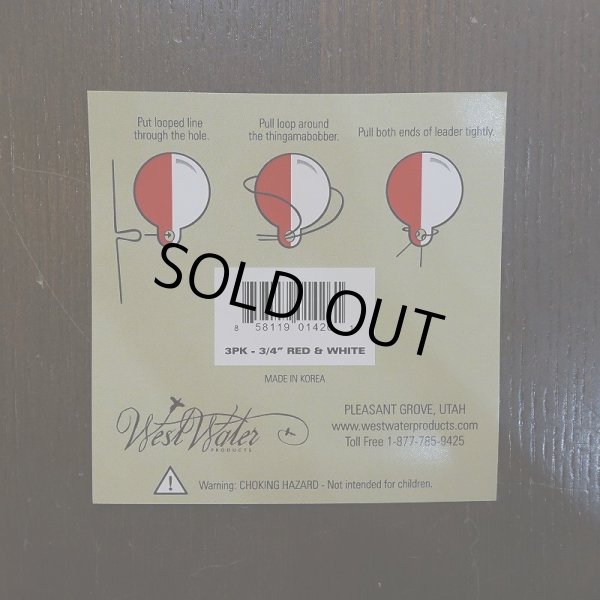 Put looped line
through the hole.
Pull loop around
the thingamabobber.
Pull both ends of leader tightly.
SOLD OUT
8 58119 0142
3PK - 3/4" RED & WHITE
MADE IN KOREA
West Water
PRODUCTS
PLEASANT GROVE, UTAH
www.westwaterproducts.com
Toll Free 1-877-785-9425
Warning: CHOKING HAZARD - Not intended for children.